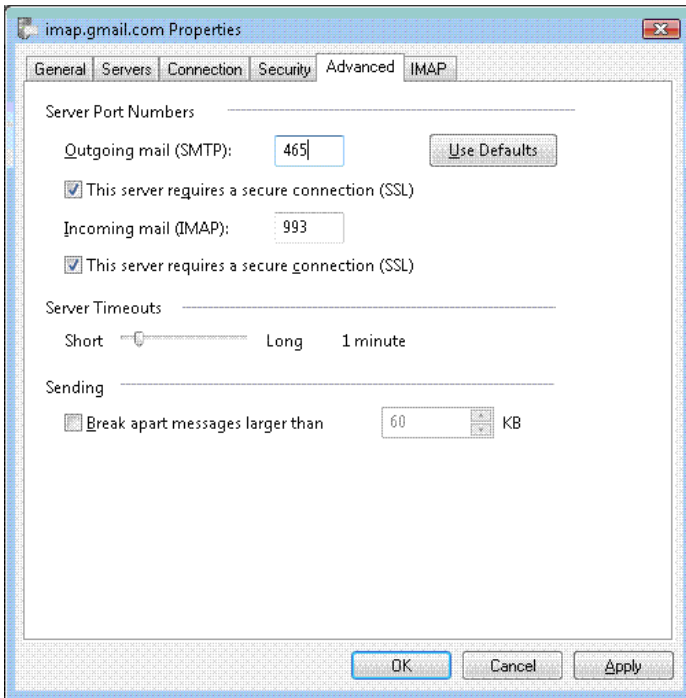 imap.gmail.com Properties
General Servers Connection Security Advanced IMAP
Server Port Numbers
Outgoing mail (SMTP): 465 Use Defaults
This server requires a secure connection (SSL)
Incoming mail (IMAP): 993
This server requires a secure connection (SSL)
Server Timeouts
Short Long 1 minute
Sending
Break apart messages larger than 60 KB
OK Cancel Apply